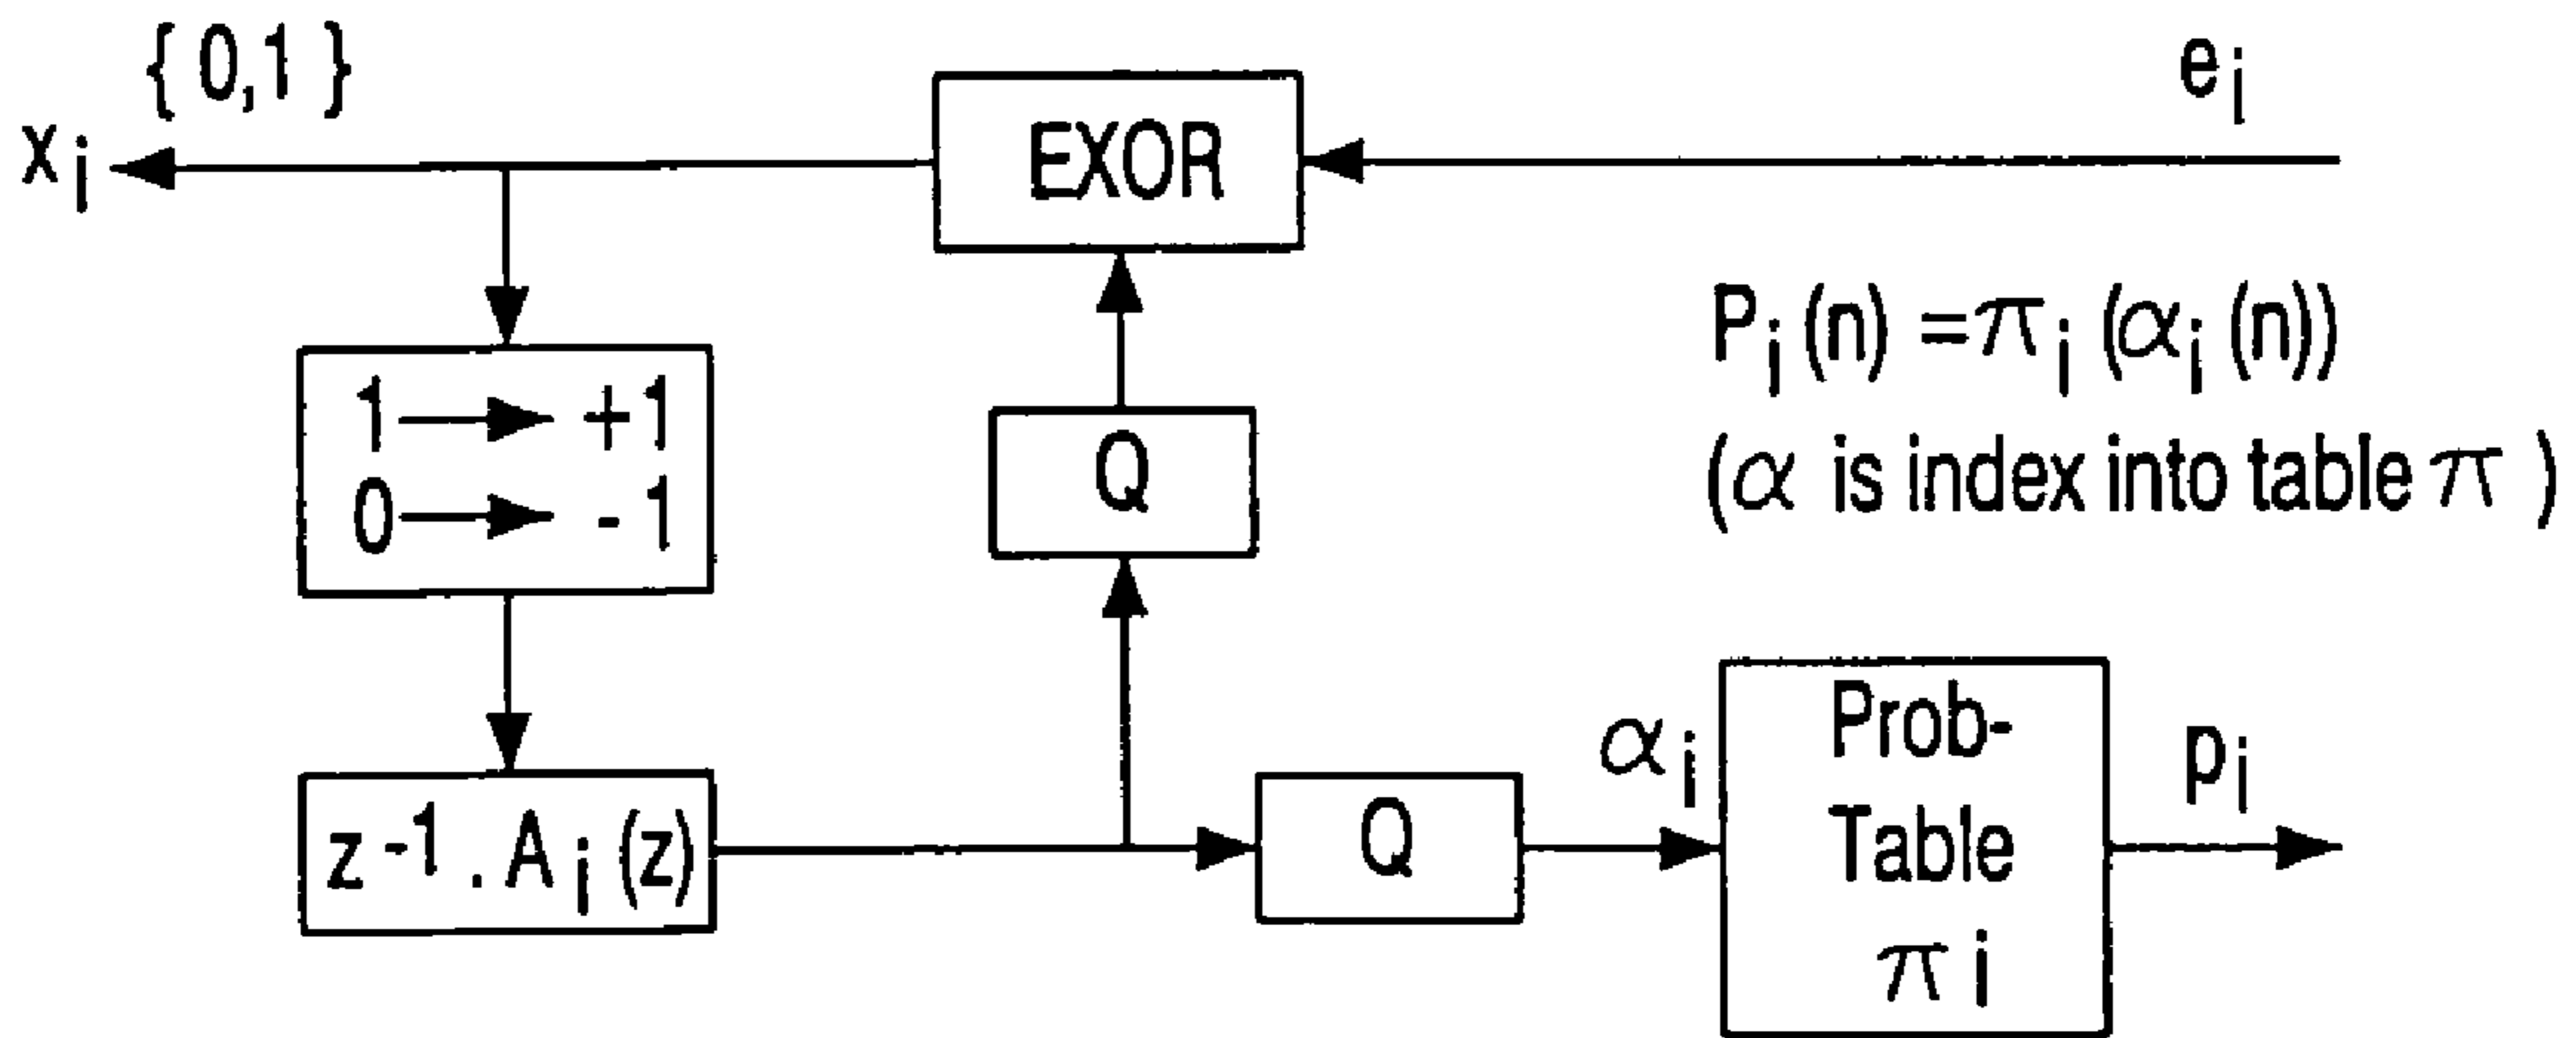 { 0,1 }
x i
EXOR
e i
P i (n) = π i (α i (n))
(α is index into table π )
1 → +1
0 → - 1
Q
z -1 . A i (z)
Q
α i
Prob-
Table
π i
p i